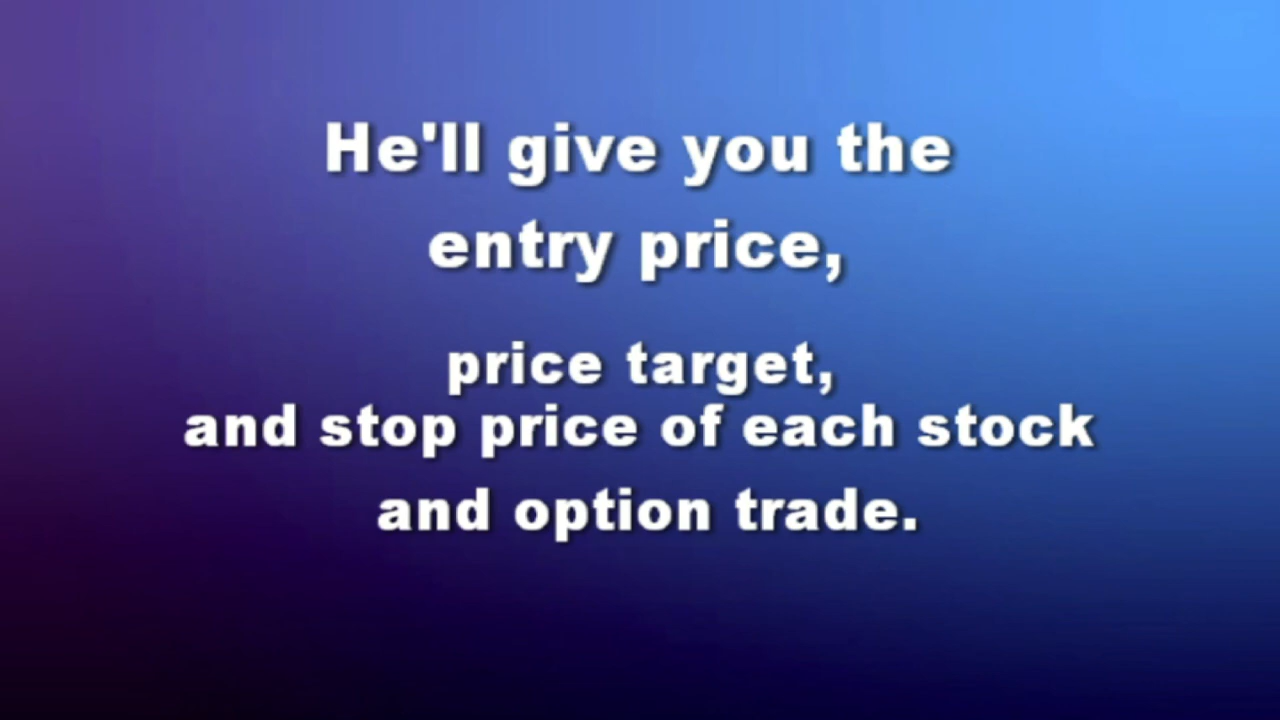 He'll give you the
entry price,
price target,
and stop price of each stock
and option trade.